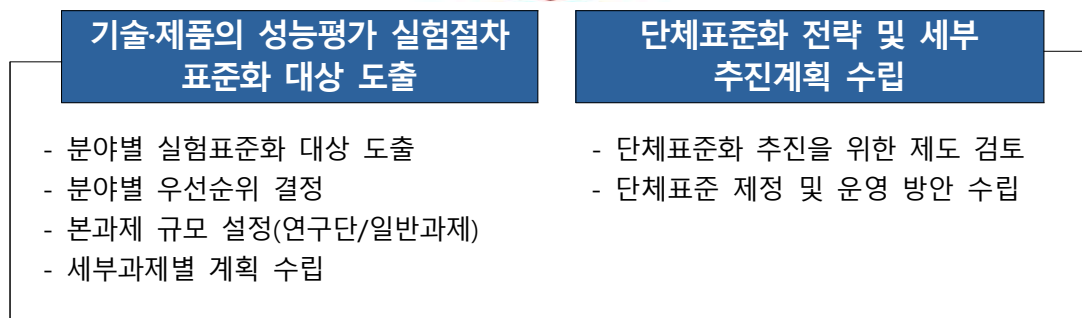 기술·제품의 성능평가 실험절차
표준화 대상 도출
- 분야별 실험표준화 대상 도출
- 분야별 우선순위 결정
- 본과제 규모 설정(연구단/일반과제)
- 세부과제별 계획 수립
단체표준화 전략 및 세부
추진계획 수립
- 단체표준화 추진을 위한 제도 검토
- 단체표준 제정 및 운영 방안 수립